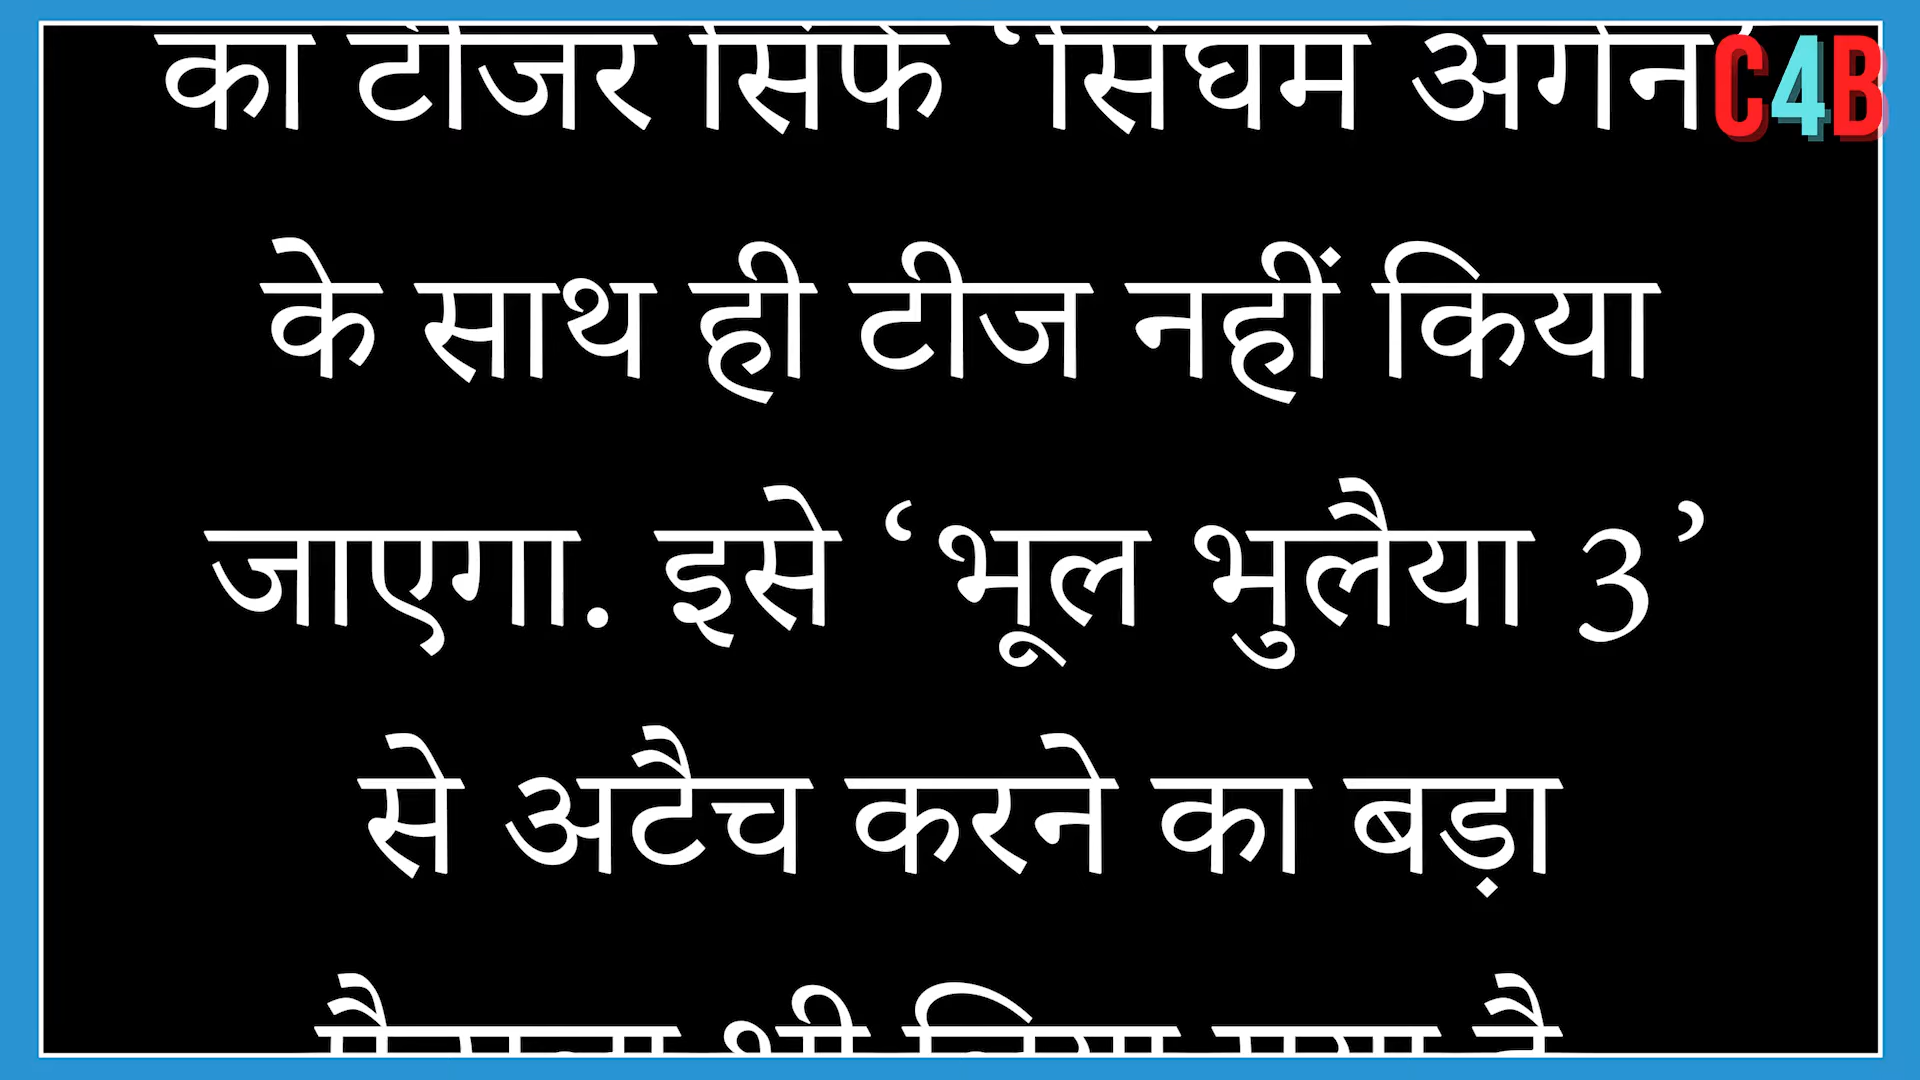 का टीजर सिर्फ ‘सिंघम अगेन’
C4B
के साथ ही टीज नहीं किया
जाएगा. इसे ‘भूल भुलैया 3’
से अटैच करने का बड़ा